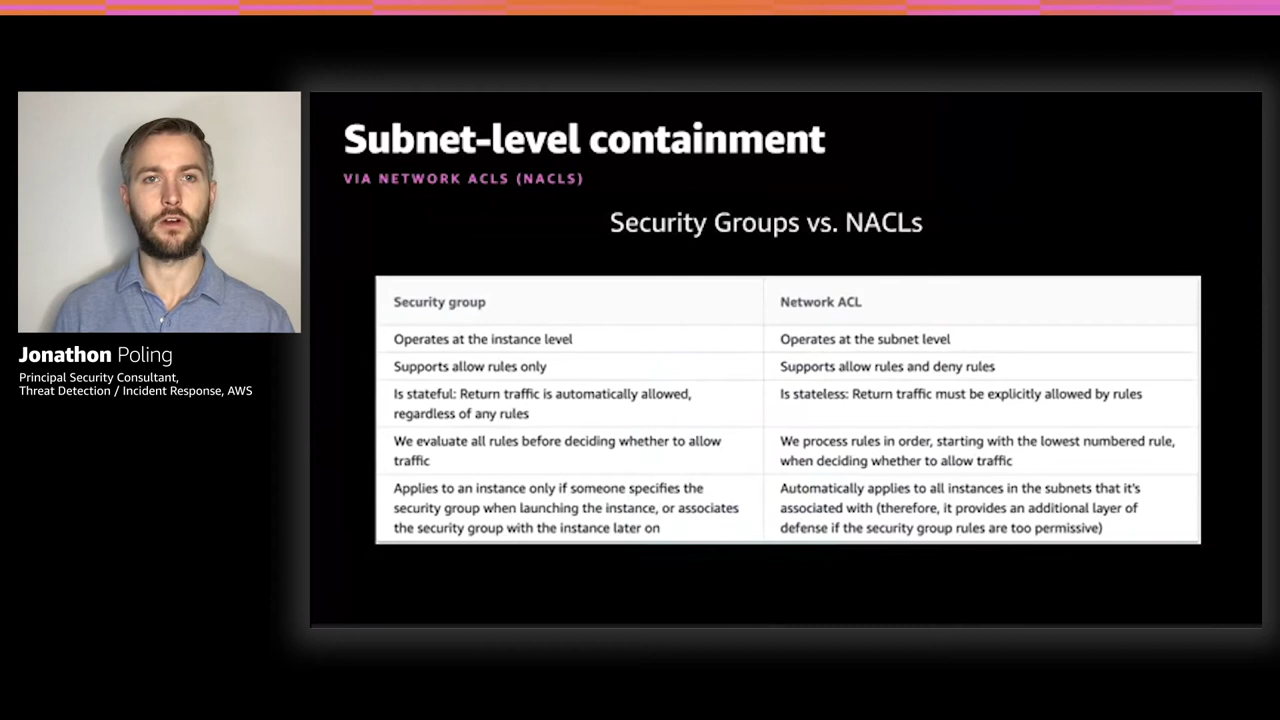 Subnet-level containment
VIA NETWORK ACLS (NACLS)
Security Groups vs. NACLs
Security group
Network ACL
Operates at the instance level
Operates at the subnet level
Supports allow rules only
Supports allow rules and deny rules
Is stateful: Return traffic is automatically allowed,
regardless of any rules
Is stateless: Return traffic must be explicitly allowed by rules
We evaluate all rules before deciding whether to allow
traffic
We process rules in order, starting with the lowest numbered rule,
when deciding whether to allow traffic
Applies to an instance only if someone specifies the
security group when launching the instance, or associates
the security group with the instance later on
Automatically applies to all instances in the subnets that it's
associated with (therefore, it provides an additional layer of
defense if the security group rules are too permissive)
Jonathon Poling
Principal Security Consultant,
Threat Detection / Incident Response, AWS